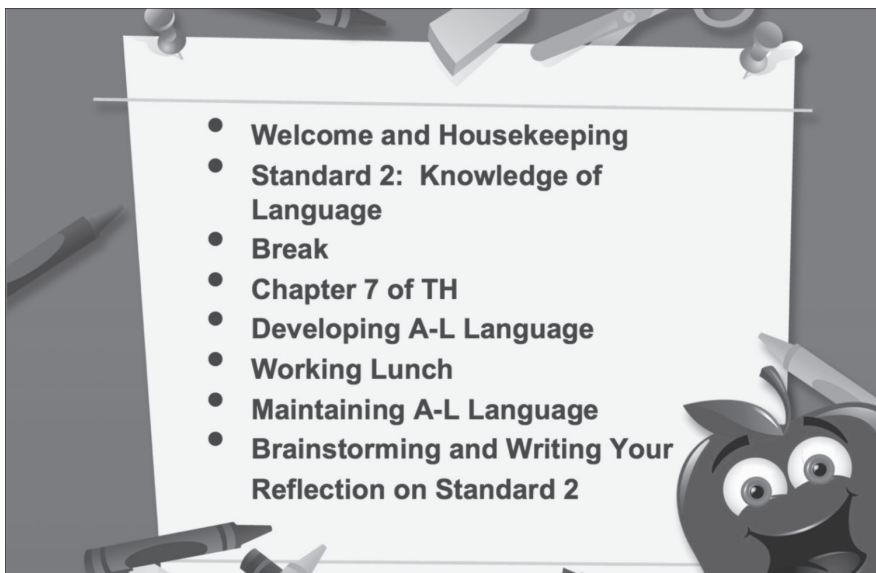 • Welcome and Housekeeping
• Standard 2:  Knowledge of
Language
• Break
• Chapter 7 of TH
• Developing A-L Language
• Working Lunch
• Maintaining A-L Language
• Brainstorming and Writing Your
Reflection on Standard 2